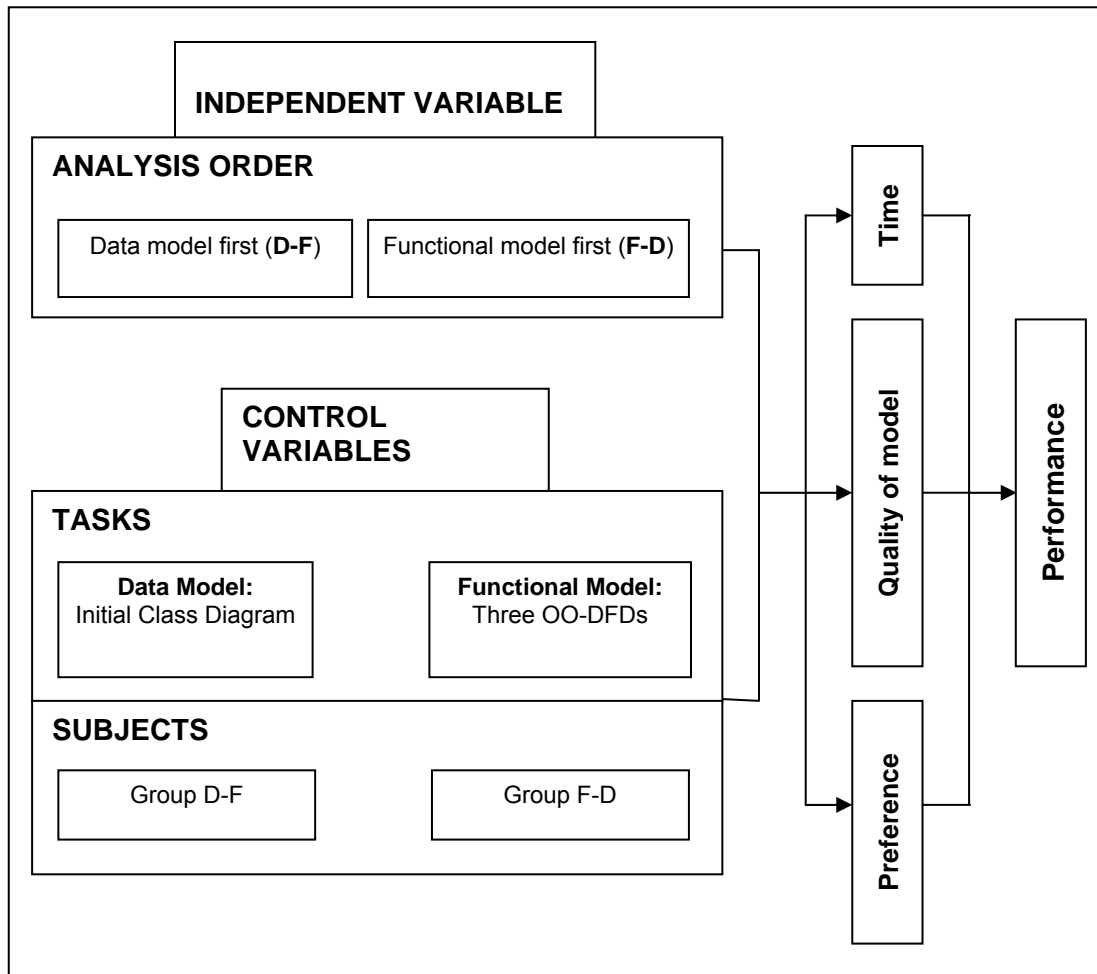 INDEPENDENT VARIABLE
ANALYSIS ORDER
Data model first (D-F)
Functional model first (F-D)
CONTROL
VARIABLES
TASKS
Data Model:
Initial Class Diagram
Functional Model:
Three OO-DFDs
SUBJECTS
Group D-F
Group F-D
Time
Quality of model
Preference
Performance